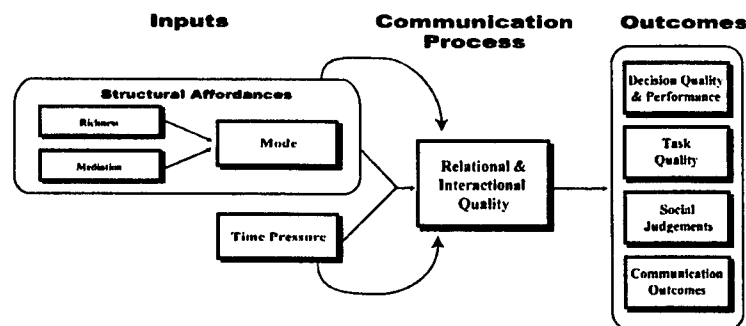 Inputs
Communication
Process
Outcomes
Structural Affordances
Richness
Mediation
Mode
Time Pressure
Relational &
Interactional
Quality
Decision Quality
& Performance
Task
Quality
Social
Judgements
Communication
Outcomes